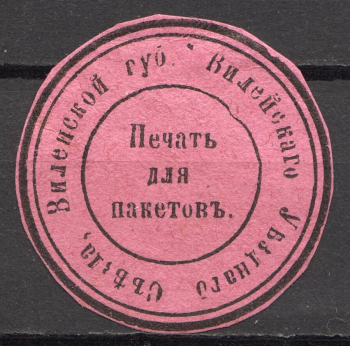 Вилейскаго Уѣзднаго Съѣзда, Виленской губ.
Печать
для
пакетовъ.